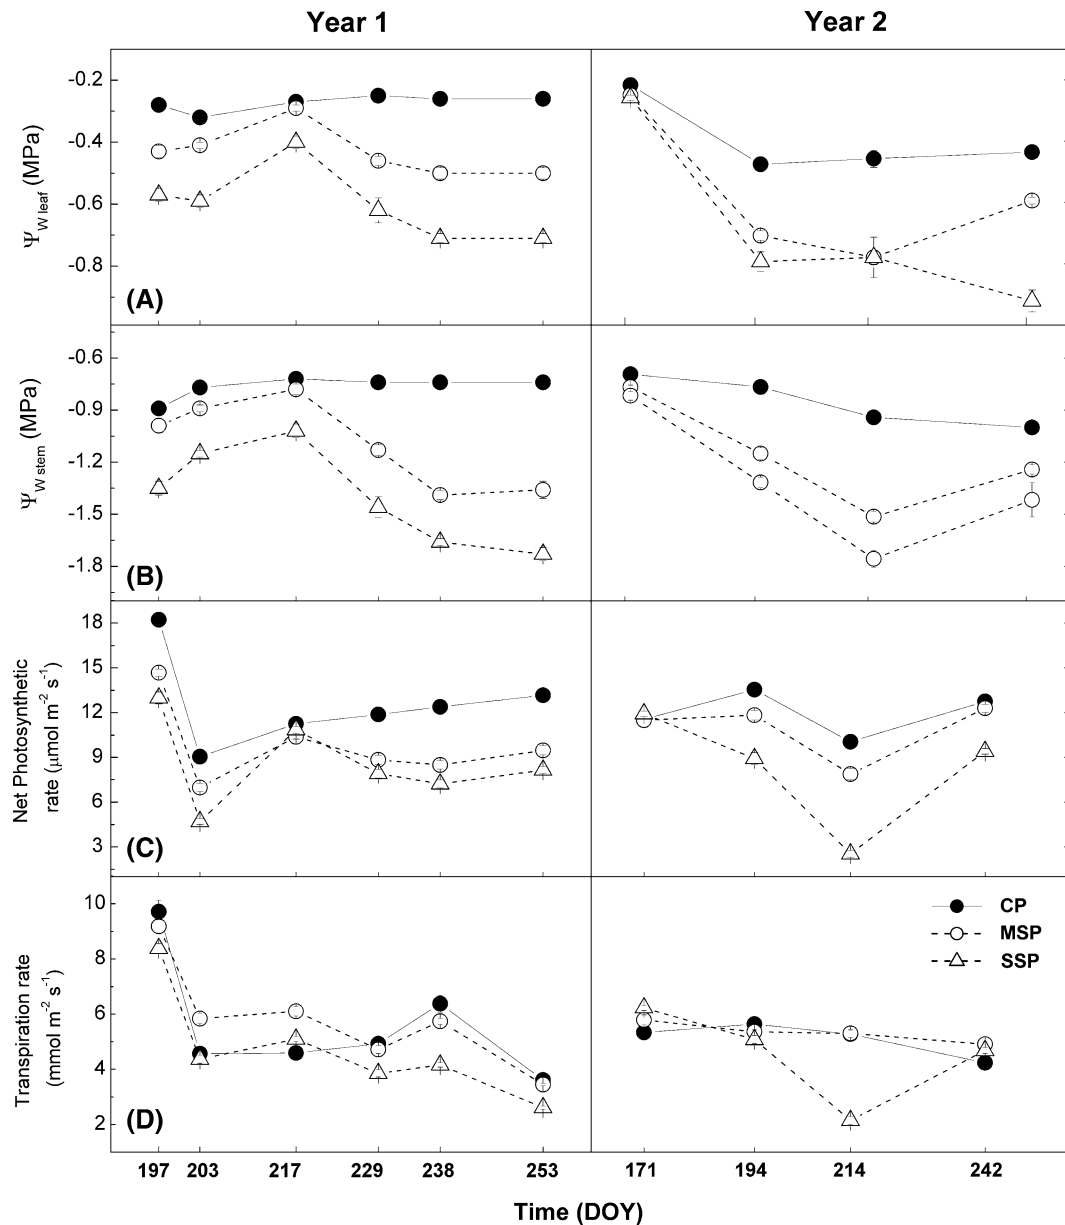 Year 1 Year 2
Ψ W leaf (MPa)
-0.2
-0.4
-0.6
-0.8
(A)
Ψ W stem (MPa)
-0.6
-0.9
-1.2
-1.5
-1.8
(B)
Net Photosynthetic
rate (μmol m⁻² s⁻¹)
18
15
12
9
6
3
(C)
Transpiration rate
(mmol m⁻² s⁻¹)
10
8
6
4
2
(D)
CP
MSP
SSP
197 203 217 229 238 253 171 194 214 242
Time (DOY)